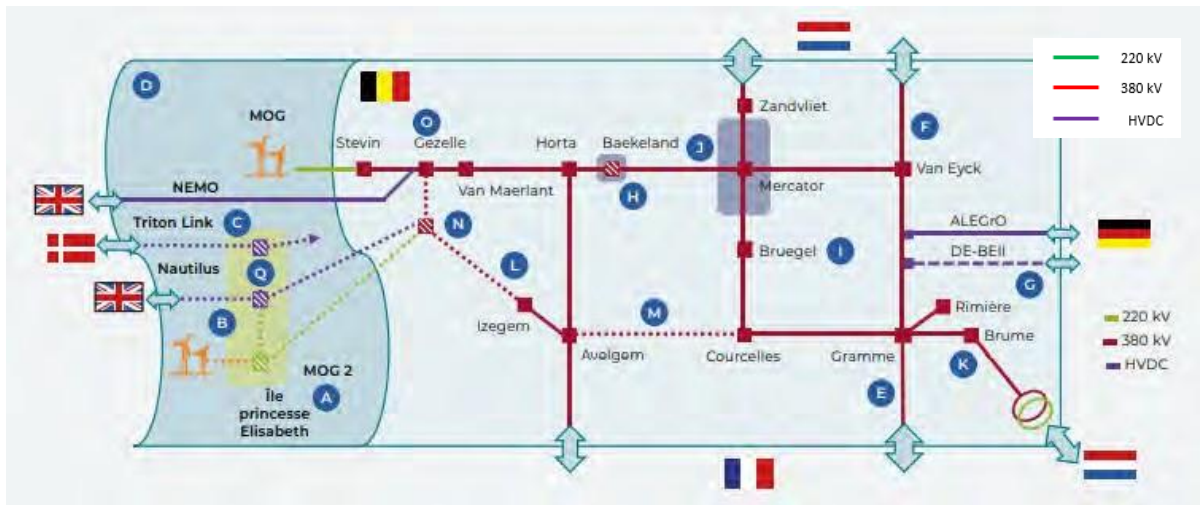 220 kV
380 kV
HVDC
D
MOG
O
Zandvliet
Stevin
Gezelle
Horta
Baekeland
J
F
Van Eyck
Van Maerlant
H
Mercator
NEMO
Triton Link
C
N
ALEGrO
Bruegel
I
DE-BEII
Nautilus
Q
L
G
B
Izegem
M
Rimière
220 kV
Avelgem
Courcelles
Gramme
Brume
380 kV
HVDC
MOG 2
A
K
E
Île
princesse
Elisabeth